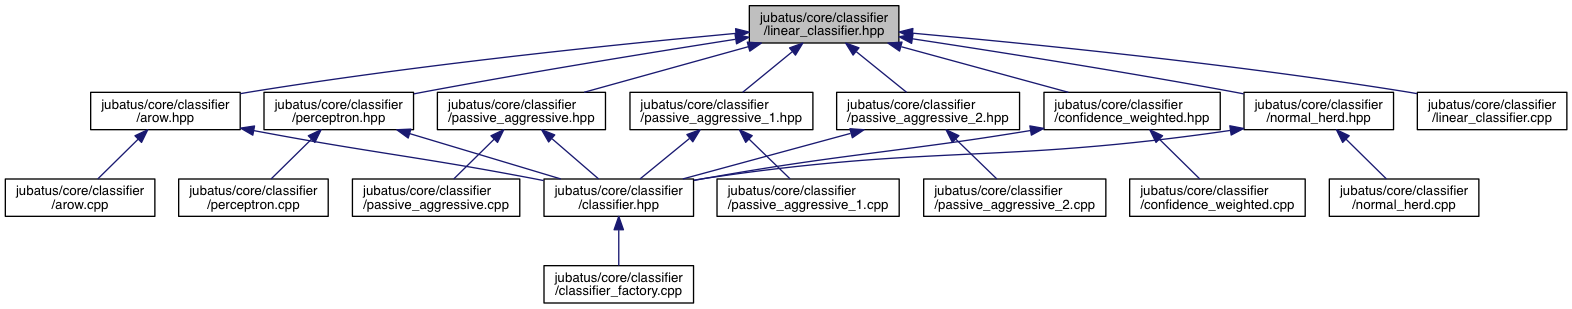 jubatus/core/classifier
/linear_classifier.hpp
jubatus/core/classifier
/arow.hpp
jubatus/core/classifier
/perceptron.hpp
jubatus/core/classifier
/passive_aggressive.hpp
jubatus/core/classifier
/passive_aggressive_1.hpp
jubatus/core/classifier
/passive_aggressive_2.hpp
jubatus/core/classifier
/confidence_weighted.hpp
jubatus/core/classifier
/normal_herd.hpp
jubatus/core/classifier
/linear_classifier.cpp
jubatus/core/classifier
/arow.cpp
jubatus/core/classifier
/perceptron.cpp
jubatus/core/classifier
/passive_aggressive.cpp
jubatus/core/classifier
/classifier.hpp
jubatus/core/classifier
/passive_aggressive_1.cpp
jubatus/core/classifier
/passive_aggressive_2.cpp
jubatus/core/classifier
/confidence_weighted.cpp
jubatus/core/classifier
/normal_herd.cpp
jubatus/core/classifier
/classifier_factory.cpp